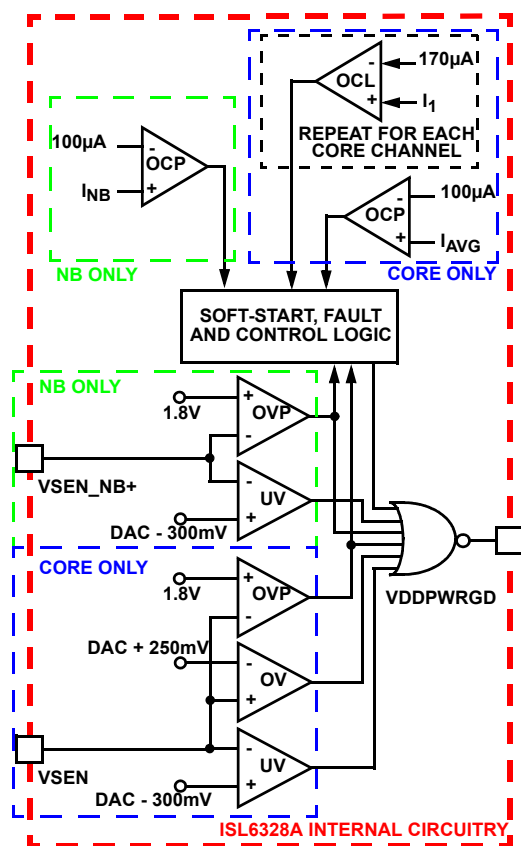 170µA
-
OCL
+
I1
REPEAT FOR EACH
CORE CHANNEL
100µA
-
OCP
INB
+
100µA
-
OCP
+
IAVG
NB ONLY
CORE ONLY
SOFT-START, FAULT
AND CONTROL LOGIC
NB ONLY
+
1.8V
OVP
-
VSEN_NB+
-
UV
DAC - 300mV
+
CORE ONLY
+
1.8V
OVP
-
VDDPWRGD
DAC + 250mV
-
OV
+
-
UV
VSEN
+
DAC - 300mV
ISL6328A INTERNAL CIRCUITRY